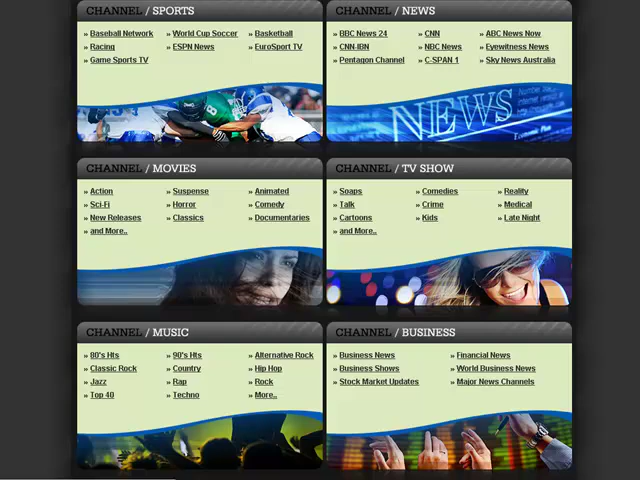 CHANNEL / SPORTS
» Baseball Network » World Cup Soccer » Basketball
» Racing » ESPN News » EuroSport TV
» Game Sports TV
8
CHANNEL / NEWS
» BBC News 24 » CNN » ABC News Now
» CNN-IBN » NBC News » Eyewitness News
» Pentagon Channel » C-SPAN 1 » Sky News Australia
NEWS
CHANNEL / MOVIES
» Action » Suspense » Animated
» Sci-Fi » Horror » Comedy
» New Releases » Classics » Documentaries
» and More..
CHANNEL / TV SHOW
» Soaps » Comedies » Reality
» Talk » Crime » Medical
» Cartoons » Kids » Late Night
» and More..
CHANNEL / MUSIC
» 80's Hts » 90's Hts » Alternative Rock
» Classic Rock » Country » Hip Hop
» Jazz » Rap » Rock
» Top 40 » Techno » More..
CHANNEL / BUSINESS
» Business News » Financial News
» Business Shows » World Business News
» Stock Market Updates » Major News Channels